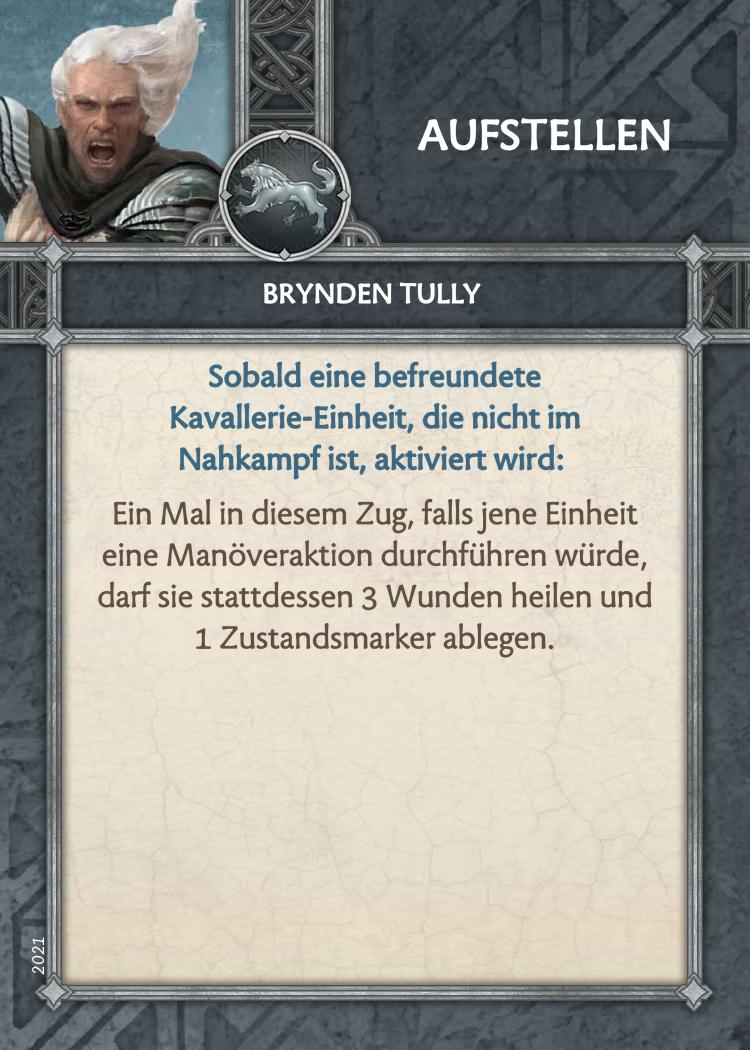 AUFSTELLEN
BRYNDEN TULLY
Sobald eine befreundete
Kavallerie-Einheit, die nicht im
Nahkampf ist, aktiviert wird:
Ein Mal in diesem Zug, falls jene Einheit
eine Manöveraktion durchführen würde,
darf sie stattdessen 3 Wunden heilen und
1 Zustandsmarker ablegen.
2021